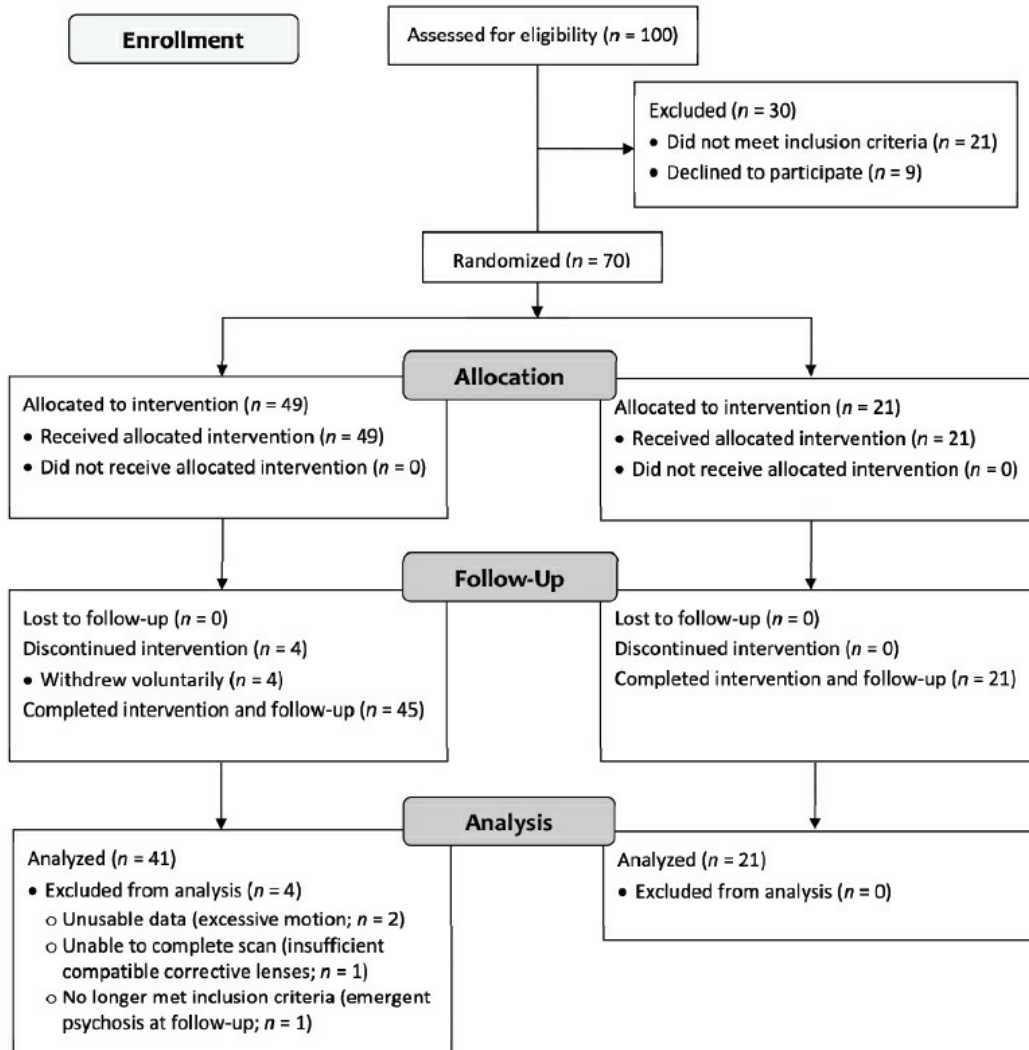 Enrollment
Assessed for eligibility (n = 100)
Excluded (n = 30)
• Did not meet inclusion criteria (n = 21)
• Declined to participate (n = 9)
Randomized (n = 70)
Allocation
Allocated to intervention (n = 49)
• Received allocated intervention (n = 49)
• Did not receive allocated intervention (n = 0)
Allocated to intervention (n = 21)
• Received allocated intervention (n = 21)
• Did not receive allocated intervention (n = 0)
Follow-Up
Lost to follow-up (n = 0)
Discontinued intervention (n = 4)
• Withdrew voluntarily (n = 4)
Completed intervention and follow-up (n = 45)
Lost to follow-up (n = 0)
Discontinued intervention (n = 0)
Completed intervention and follow-up (n = 21)
Analysis
Analyzed (n = 41)
• Excluded from analysis (n = 4)
o Unusable data (excessive motion; n = 2)
o Unable to complete scan (insufficient
compatible corrective lenses; n = 1)
o No longer met inclusion criteria (emergent
psychosis at follow-up; n = 1)
Analyzed (n = 21)
• Excluded from analysis (n = 0)